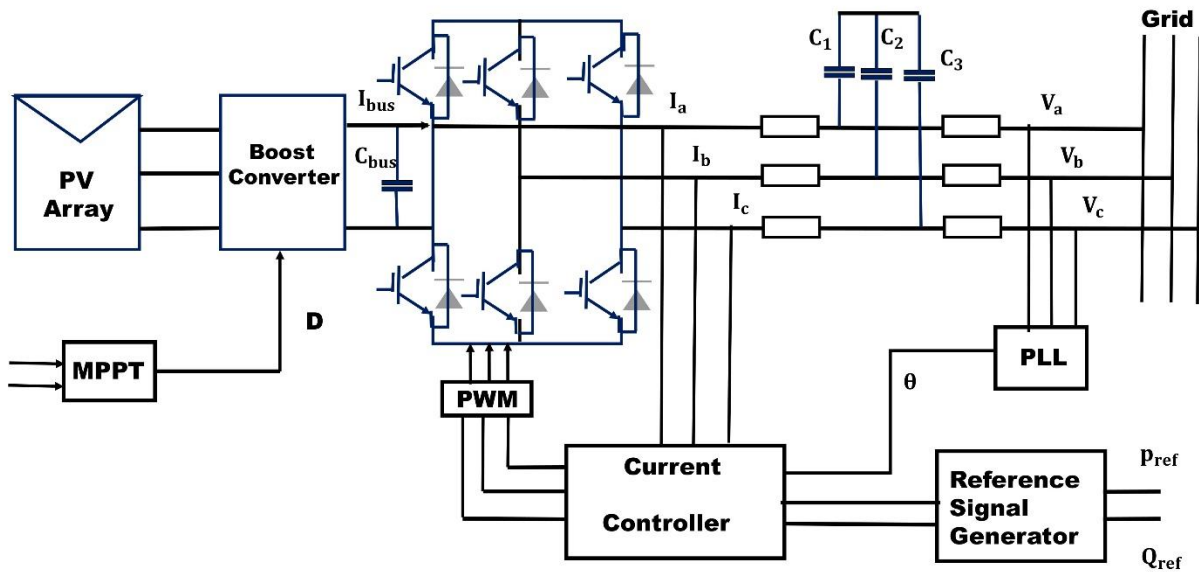 Grid
C1
C2
C3
Ibus
Ia
Va
Boost
Converter
Cbus
PV
Array
Ib
Vb
Ic
Vc
D
MPPT
PWM
PLL
θ
Current
Controller
Reference
Signal
Generator
pref
Qref